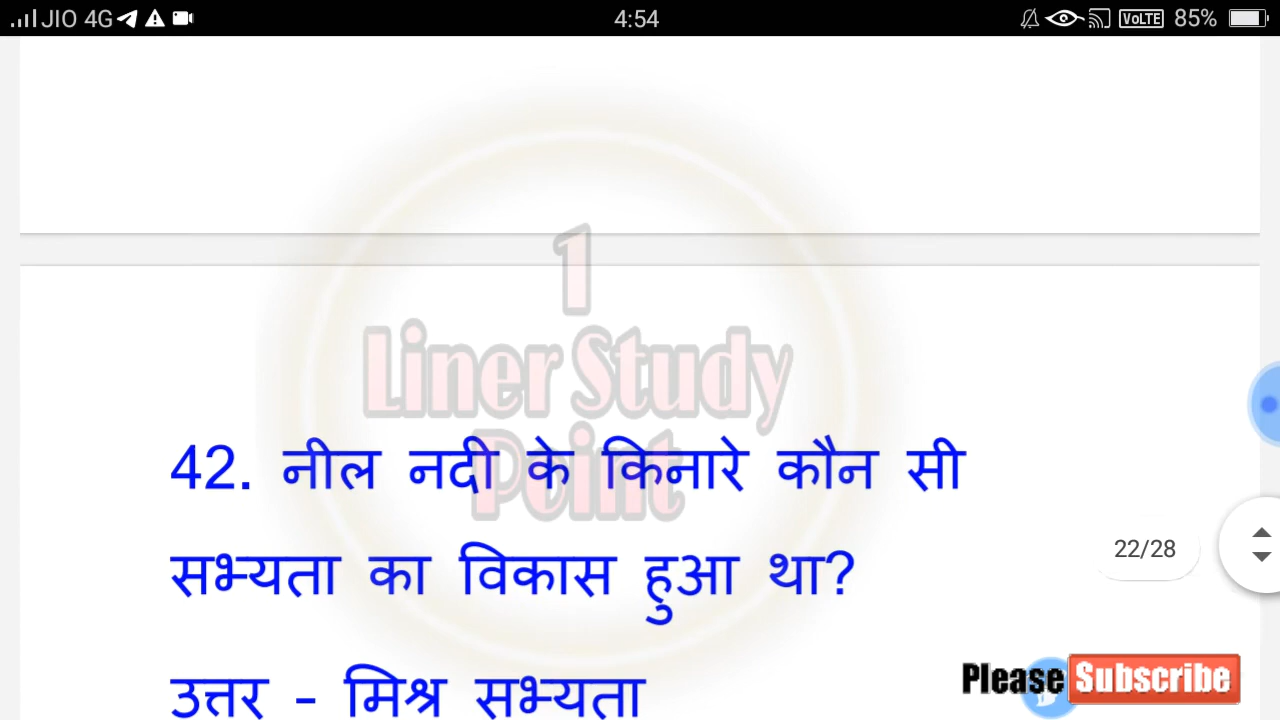 JIO 4G 4:54 VoLTE 85%
1
Liner Study
Point
42. नील नदी के किनारे कौन सी
सभ्यता का विकास हुआ था?
22/28
उत्तर - मिश्र सभ्यता
Please Subscribe